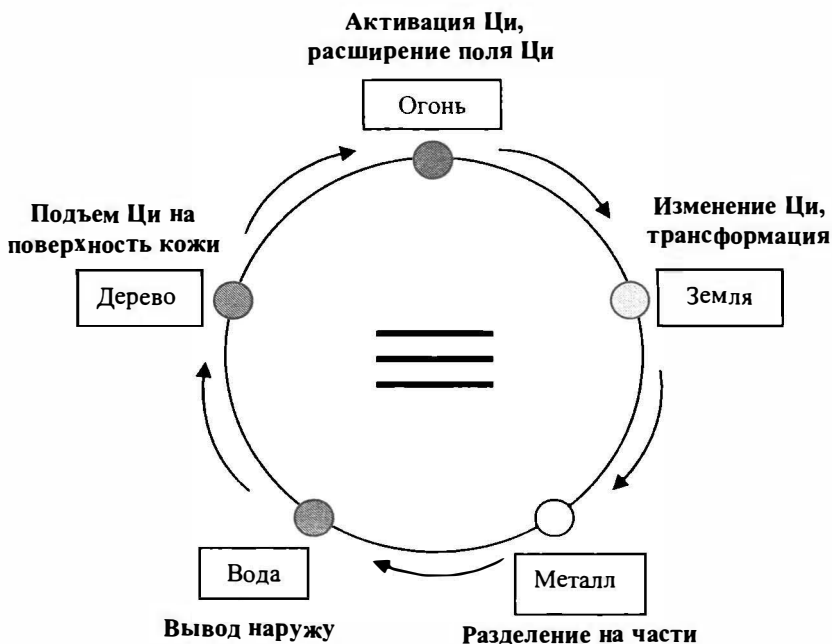 Активация Ци,
расширение поля Ци
Огонь
Подъем Ци на
поверхность кожи
Дерево
Изменение Ци,
трансформация
Земля
Вода
Вывод наружу
Металл
Разделение на части